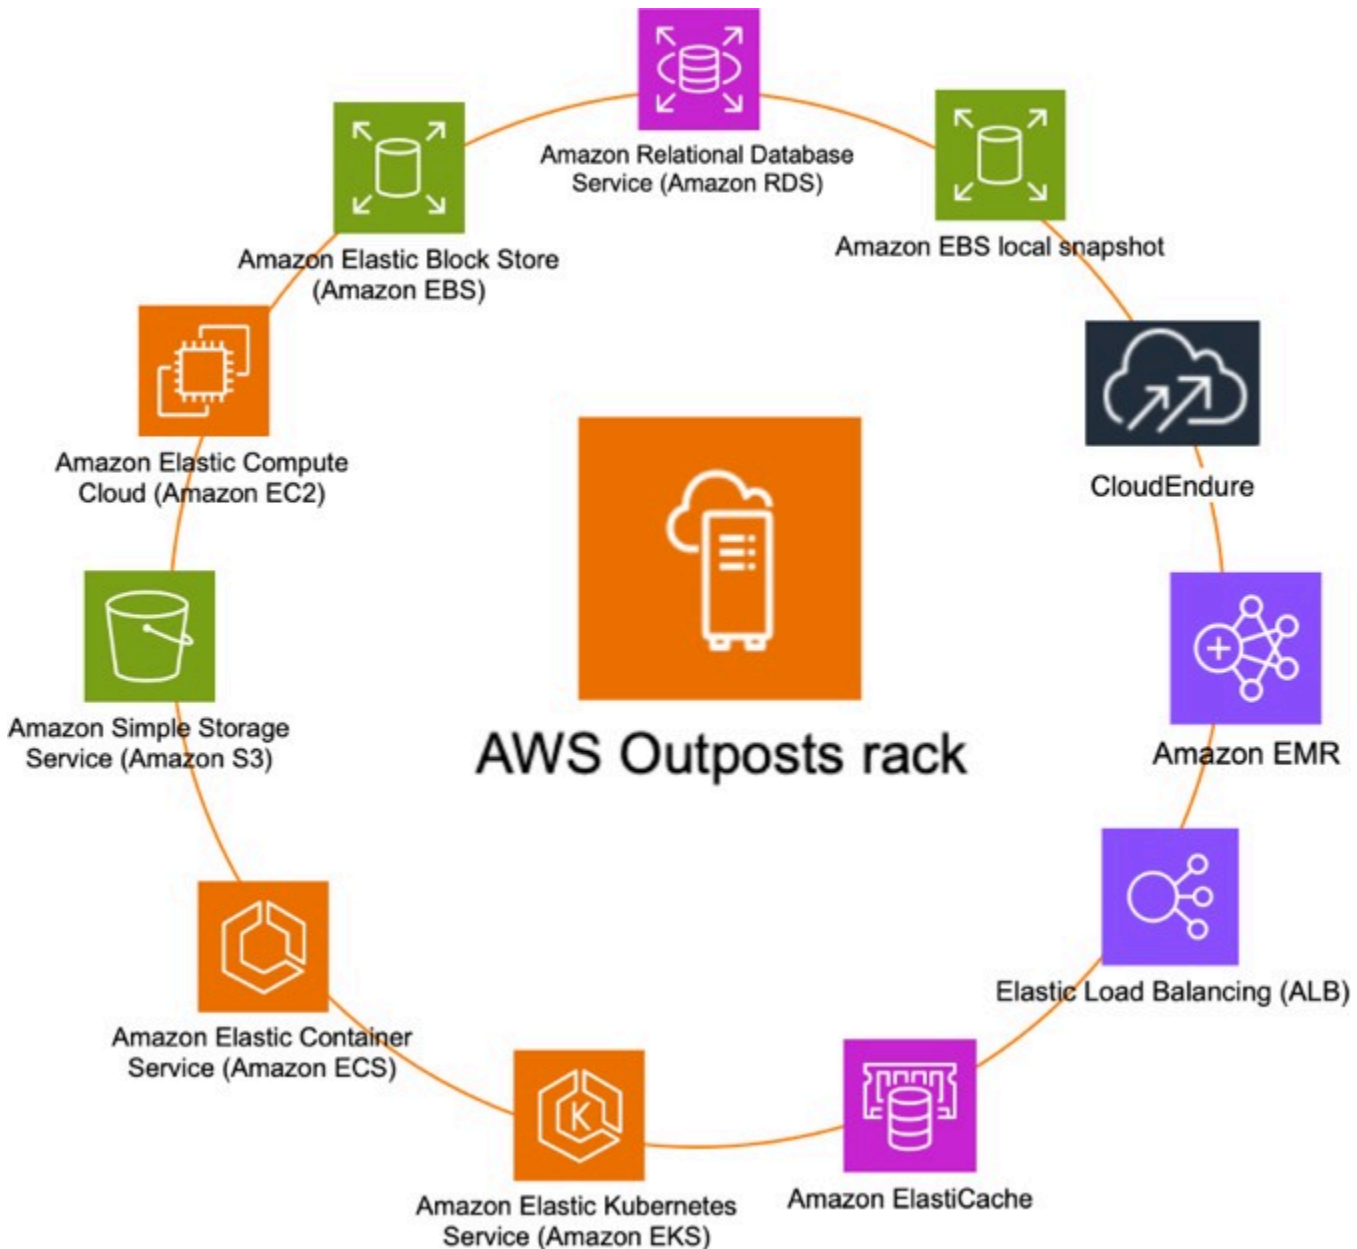 Amazon Relational Database
Service (Amazon RDS)
Amazon EBS local snapshot
CloudEndure
Amazon EMR
Elastic Load Balancing (ALB)
Amazon ElastiCache
Amazon Elastic Kubernetes
Service (Amazon EKS)
Amazon Elastic Container
Service (Amazon ECS)
Amazon Simple Storage
Service (Amazon S3)
Amazon Elastic Compute
Cloud (Amazon EC2)
Amazon Elastic Block Store
(Amazon EBS)
AWS Outposts rack
K